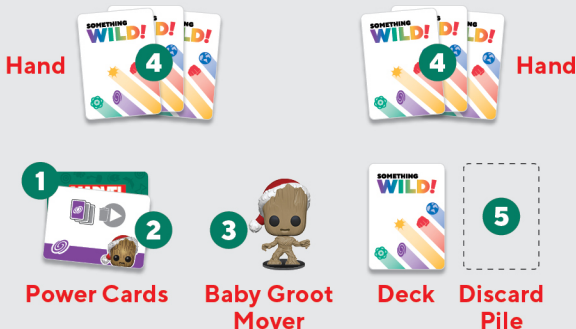 SOMETHING
WILD!
4
Hand
SOMETHING
WILD!
4
Hand
1
2
3
SOMETHING
WILD!
5
Power Cards
Baby Groot
Mover
Deck
Discard
Pile